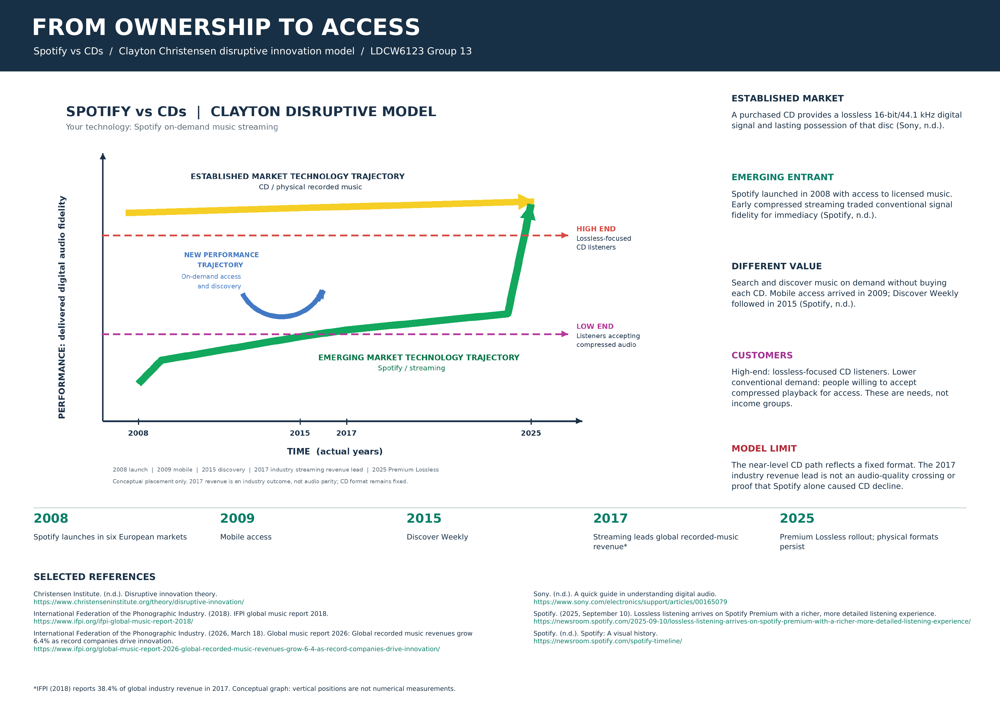 FROM OWNERSHIP TO ACCESS
Spotify vs CDs / Clayton Christensen disruptive innovation model / LDCW6123 Group 13
SPOTIFY vs CDs | CLAYTON DISRUPTIVE MODEL
Your technology: Spotify on-demand music streaming
PERFORMANCE: delivered digital audio fidelity
ESTABLISHED MARKET TECHNOLOGY TRAJECTORY
CD / physical recorded music
HIGH END
Lossless-focused
CD listeners
NEW PERFORMANCE
TRAJECTORY
On-demand access
and discovery
LOW END
Listeners accepting
compressed audio
EMERGING MARKET TECHNOLOGY TRAJECTORY
Spotify / streaming
2008
2015
2017
2025
TIME (actual years)
2008 launch | 2009 mobile | 2015 discovery | 2017 industry streaming revenue lead | 2025 Premium Lossless
Conceptual placement only. 2017 revenue is an industry outcome, not audio parity; CD format remains fixed.
ESTABLISHED MARKET
A purchased CD provides a lossless 16-bit/44.1 kHz digital
signal and lasting possession of that disc (Sony, n.d.).
EMERGING ENTRANT
Spotify launched in 2008 with access to licensed music.
Early compressed streaming traded conventional signal
fidelity for immediacy (Spotify, n.d.).
DIFFERENT VALUE
Search and discover music on demand without buying
each CD. Mobile access arrived in 2009; Discover Weekly
followed in 2015 (Spotify, n.d.).
CUSTOMERS
High-end: lossless-focused CD listeners. Lower
conventional demand: people willing to accept
compressed playback for access. These are needs, not
income groups.
MODEL LIMIT
The near-level CD path reflects a fixed format. The 2017
industry revenue lead is not an audio-quality crossing or
proof that Spotify alone caused CD decline.
2008
Spotify launches in six European markets
2009
Mobile access
2015
Discover Weekly
2017
Streaming leads global recorded-music
revenue*
2025
Premium Lossless rollout; physical formats
persist
SELECTED REFERENCES
Christensen Institute. (n.d.). Disruptive innovation theory.
https://www.christenseninstitute.org/theory/disruptive-innovation/
International Federation of the Phonographic Industry. (2018). IFPI global music report 2018.
https://www.ifpi.org/ifpi-global-music-report-2018/
International Federation of the Phonographic Industry. (2026, March 18). Global music report 2026: Global recorded music revenues grow
6.4% as record companies drive innovation.
https://www.ifpi.org/global-music-report-2026-global-recorded-music-revenues-grow-6-4-as-record-companies-drive-innovation/
Sony. (n.d.). A quick guide in understanding digital audio.
https://www.sony.com/electronics/support/articles/00165079
Spotify. (2025, September 10). Lossless listening arrives on Spotify Premium with a richer, more detailed listening experience.
https://newsroom.spotify.com/2025-09-10/lossless-listening-arrives-on-spotify-premium-with-a-richer-more-detailed-listening-experience/
Spotify. (n.d.). Spotify: A visual history.
https://newsroom.spotify.com/spotify-timeline/
*IFPI (2018) reports 38.4% of global industry revenue in 2017. Conceptual graph: vertical positions are not numerical measurements.